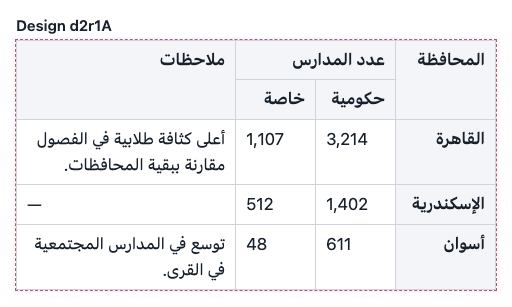 Design d2r1A
المحافظة عدد المدارس ملاحظات
حكومية خاصة
القاهرة 3,214 1,107 أعلى كثافة طلابية في الفصول
مقارنة ببقية المحافظات.
الإسكندرية 1,402 512 —
أسوان 611 48 توسع في المدارس المجتمعية
في القرى.